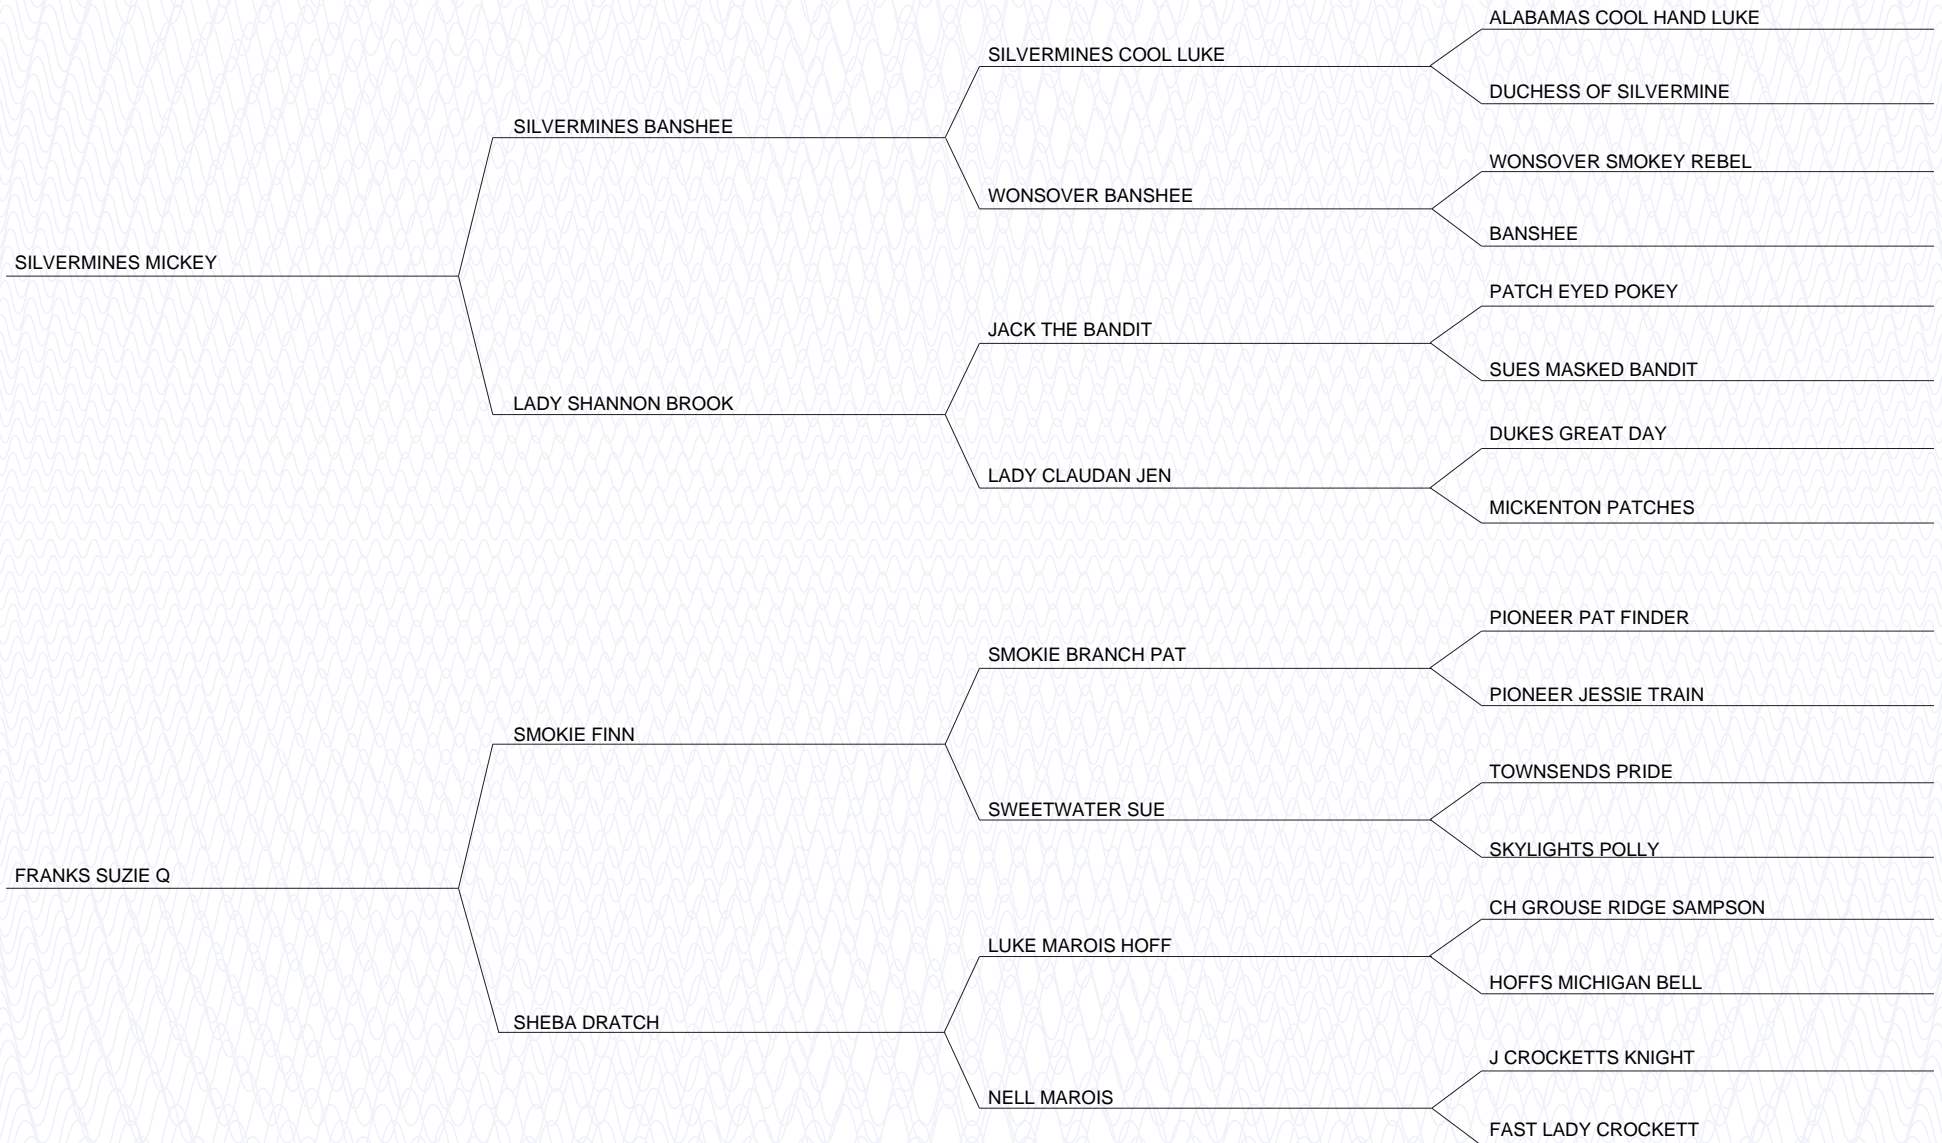 ALABAMAS COOL HAND LUKE
SILVERMINES COOL LUKE
DUCHESS OF SILVERMINE
SILVERMINES BANSHEE
WONSOVER SMOKEY REBEL
WONSOVER BANSHEE
BANSHEE
SILVERMINES MICKEY
PATCH EYED POKEY
JACK THE BANDIT
SUES MASKED BANDIT
LADY SHANNON BROOK
DUKES GREAT DAY
LADY CLAUDAN JEN
MICKENTON PATCHES
PIONEER PAT FINDER
SMOKIE BRANCH PAT
PIONEER JESSIE TRAIN
SMOKIE FINN
TOWNSENDS PRIDE
SWEETWATER SUE
SKYLIGHTS POLLY
FRANKS SUZIE Q
CH GROUSE RIDGE SAMPSON
LUKE MAROIS HOFF
HOFFS MICHIGAN BELL
SHEBA DRATCH
J CROCKETTS KNIGHT
NELL MAROIS
FAST LADY CROCKETT